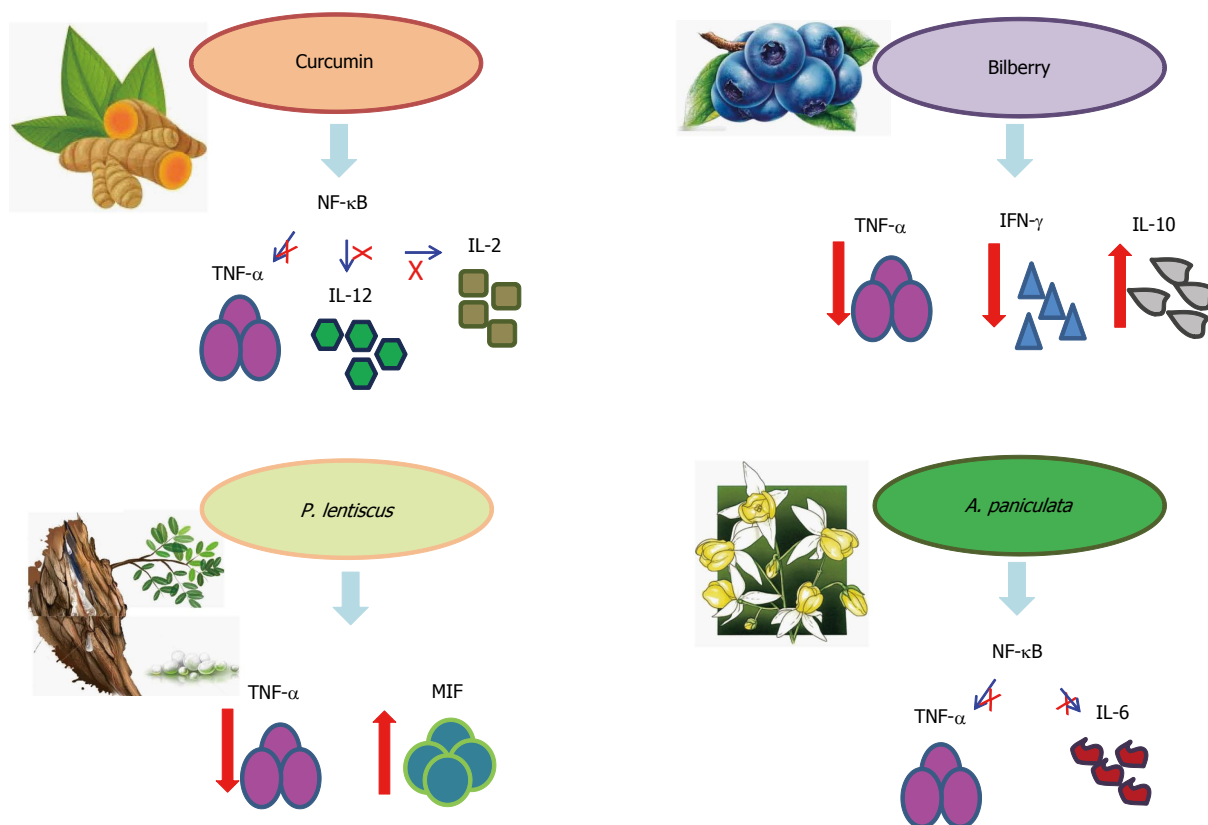 Curcumin
NF-κB
TNF-α
IL-12
IL-2
X
Bilberry
TNF-α
IFN-γ
IL-10
P. lentiscus
TNF-α
MIF
A. paniculata
NF-κB
TNF-α
IL-6